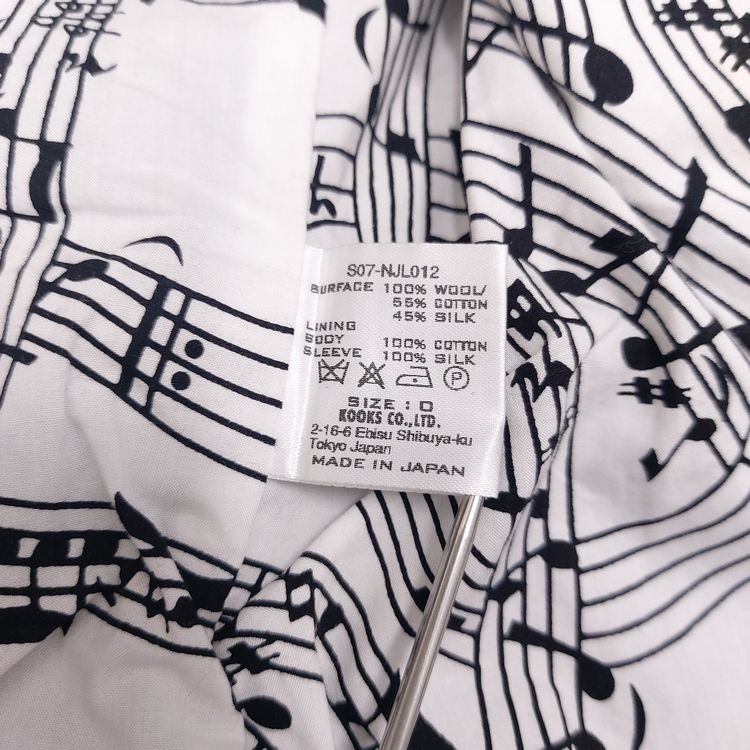 S07-NJL012
SURFACE 100% WOOL/
55% COTTON
45% SILK
LINING
BODY 100% COTTON
SLEEVE 100% SILK
SIZE : 0
KOOKS CO.,LTD.
2-16-6 Ebisu Shibuya-ku
Tokyo Japan
MADE IN JAPAN